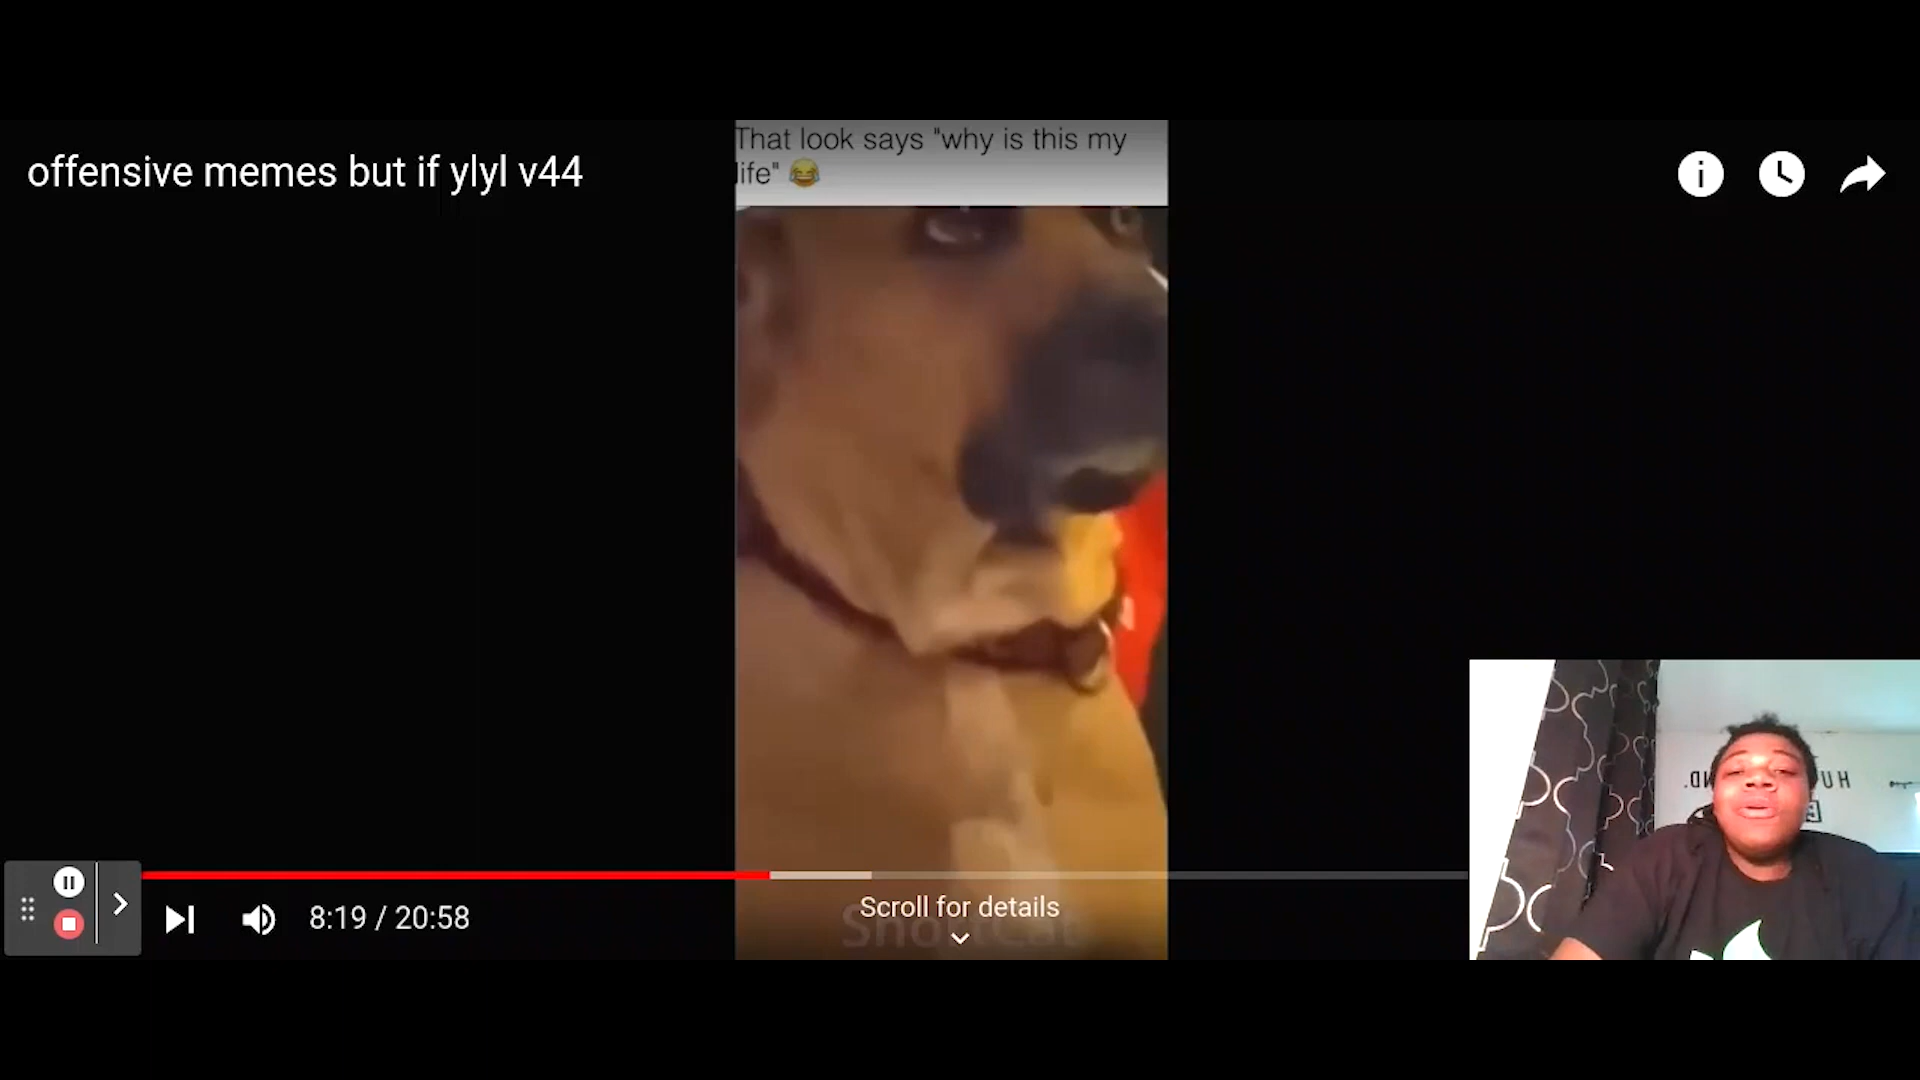 offensive memes but if ylyl v44
That look says "why is this my
life" 😂
8:19 / 20:58
Scroll for details